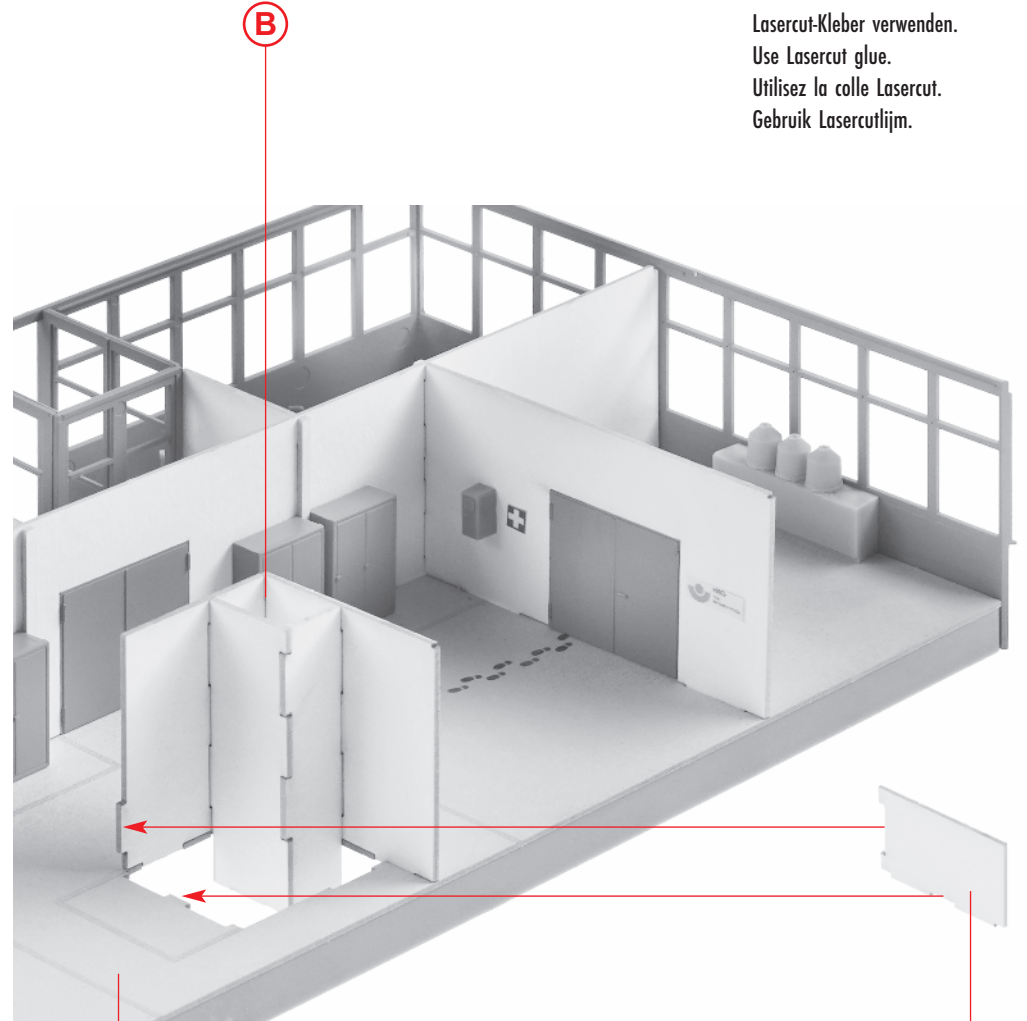 B
Lasercut-Kleber verwenden.
Use Lasercut glue.
Utilisez la colle Lasercut.
Gebruik Lasercutlijm.